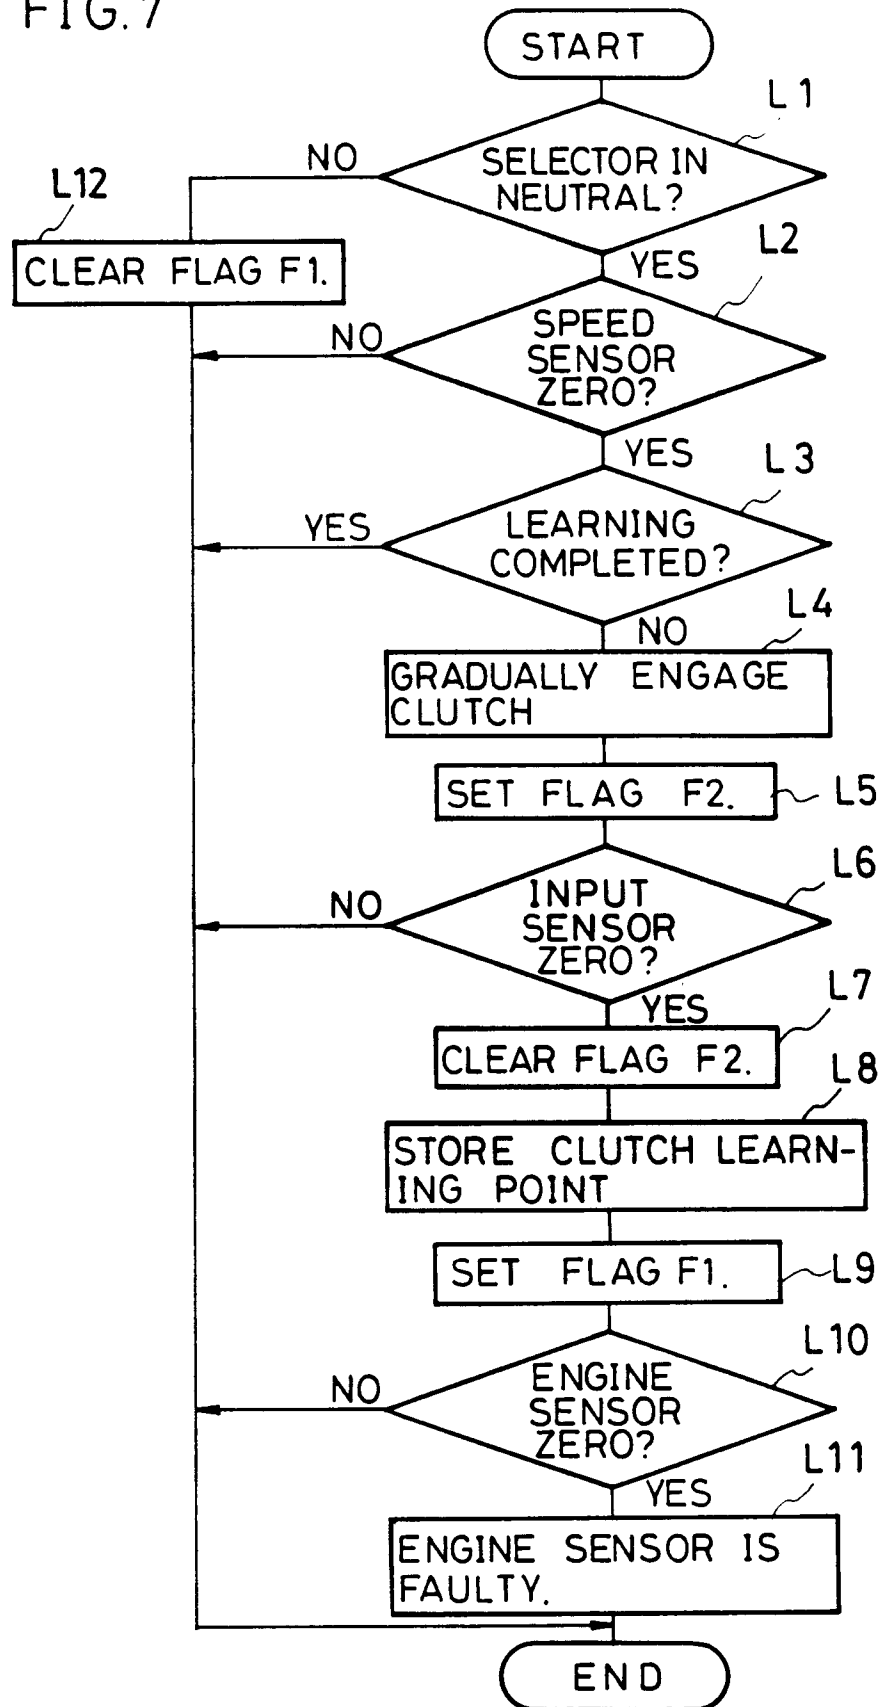 FIG. 7
START
L1
NO
SELECTOR IN
NEUTRAL?
L12
CLEAR FLAG F1.
YES
L2
NO
SPEED
SENSOR
ZERO?
YES
L3
YES
LEARNING
COMPLETED?
NO
L4
GRADUALLY ENGAGE
CLUTCH
SET FLAG F2.
L5
L6
NO
INPUT
SENSOR
ZERO?
YES
L7
CLEAR FLAG F2.
L8
STORE CLUTCH LEARN-
ING POINT
SET FLAG F1.
L9
L10
NO
ENGINE
SENSOR
ZERO?
YES
L11
ENGINE SENSOR IS
FAULTY.
END